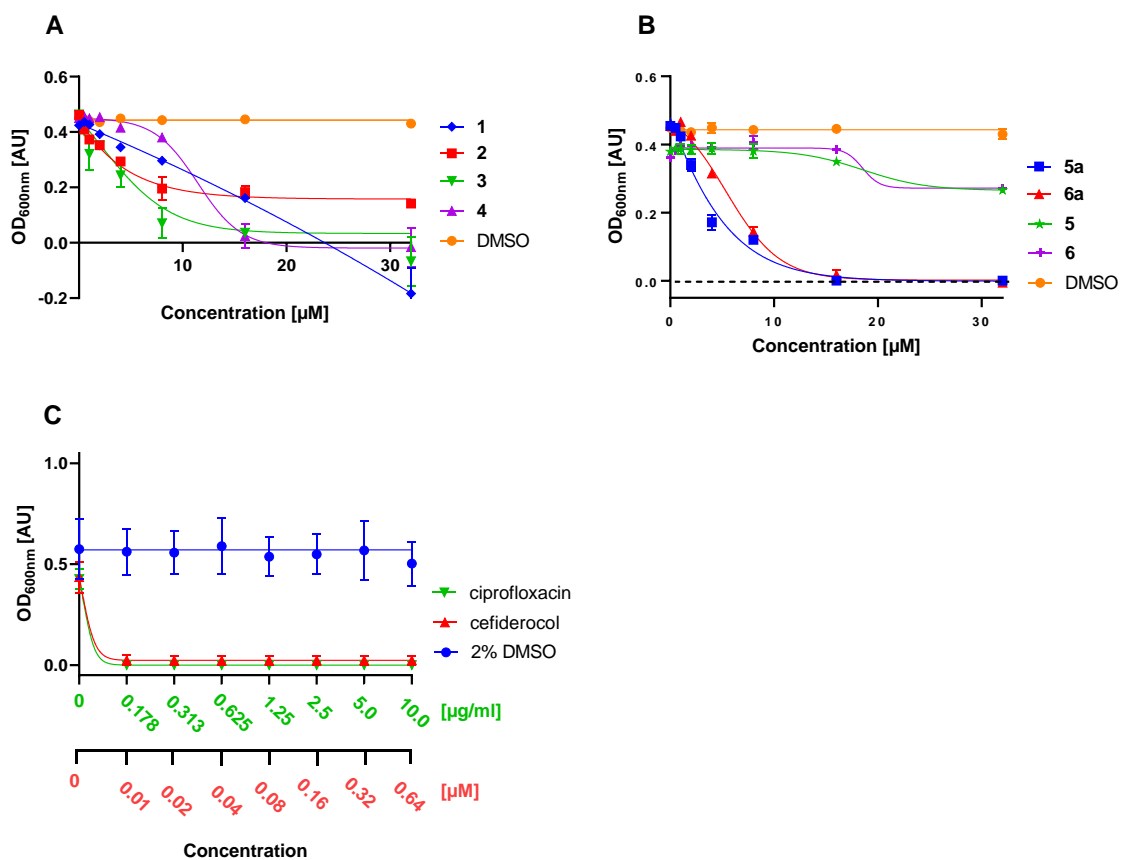 A
0.6
0.4
0.2
0.0
-0.2
10
20
30
OD600nm [AU]
Concentration [µM]
1
2
3
4
DMSO
B
0.6
0.4
0.2
0.0
0
10
20
30
OD600nm [AU]
Concentration [µM]
5a
6a
5
6
DMSO
C
1.0
0.5
0.0
OD600nm [AU]
ciprofloxacin
cefiderocol
2% DMSO
0 0.178 0.313 0.625 1.25 2.5 5.0 10.0 [µg/ml]
0 0.01 0.02 0.04 0.08 0.16 0.32 0.64 [µM]
Concentration